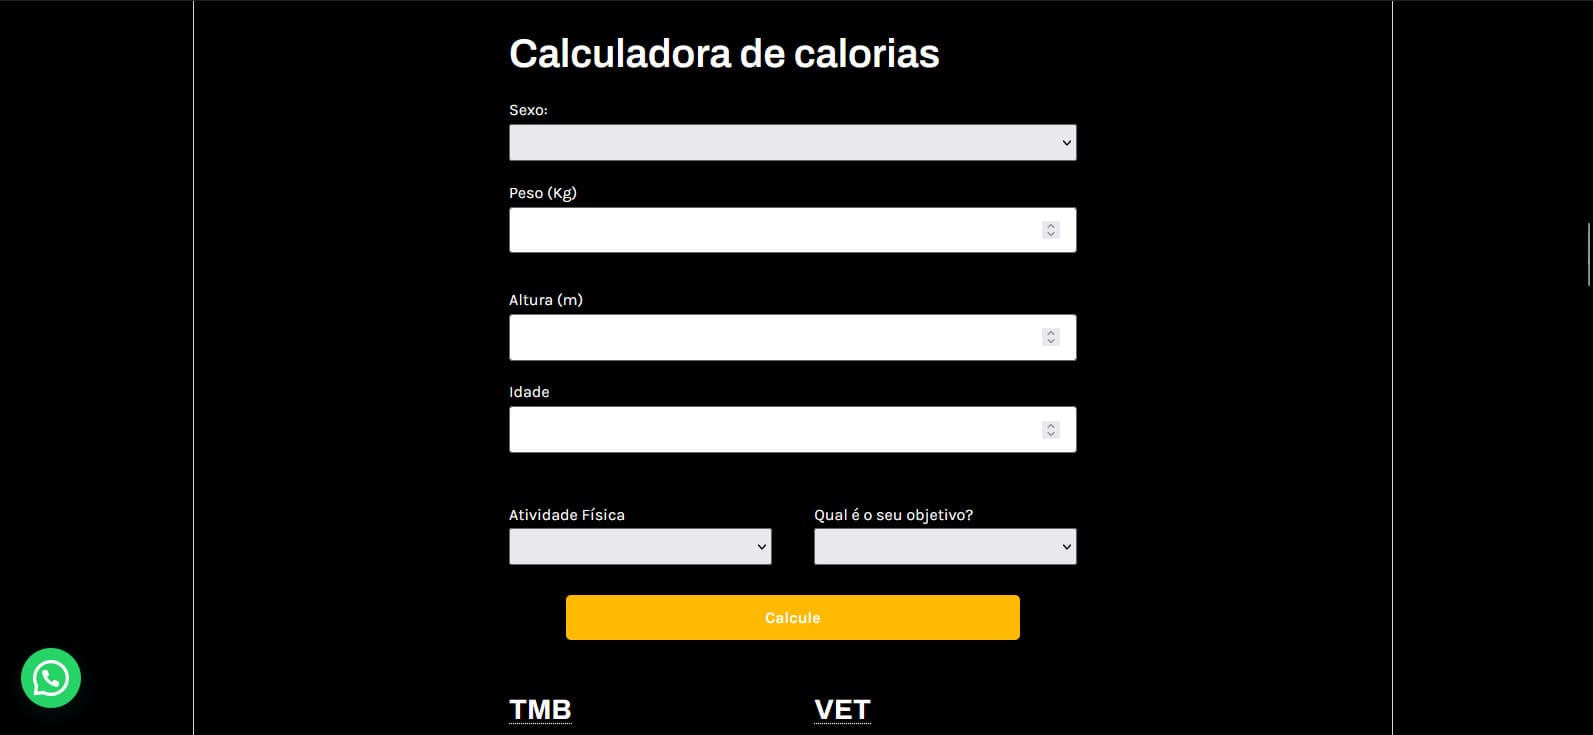 Calculadora de calorias
Sexo:
Peso (Kg)
Altura (m)
Idade
Atividade Física
Qual é o seu objetivo?
Calcule
TMB
VET